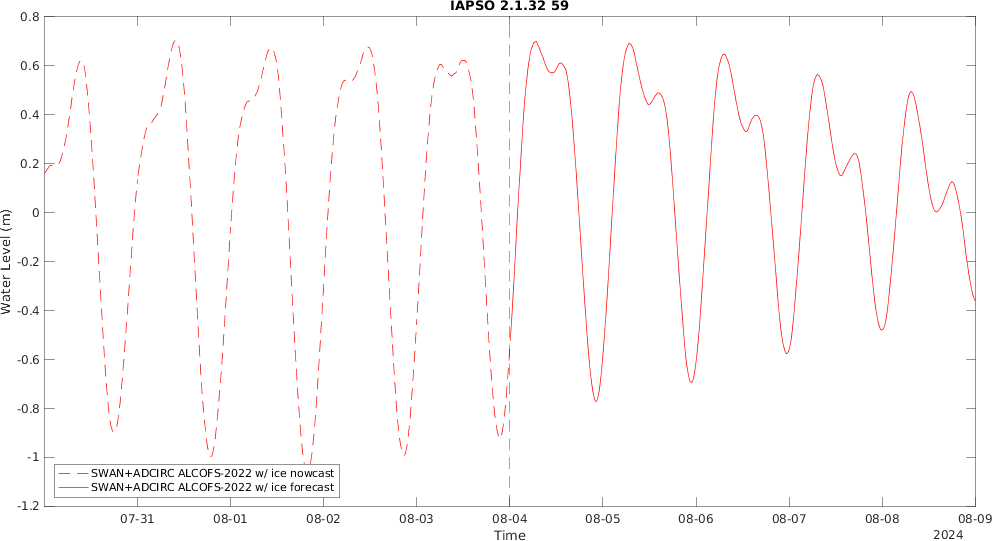 IAPSO 2.1.32 59
Water Level (m)
0.8
0.6
0.4
0.2
0
-0.2
-0.4
-0.6
-0.8
-1
-1.2
SWAN+ADCIRC ALCOFS-2022 w/ ice nowcast
SWAN+ADCIRC ALCOFS-2022 w/ ice forecast
07-31 08-01 08-02 08-03 08-04 08-05 08-06 08-07 08-08 08-09
Time
2024